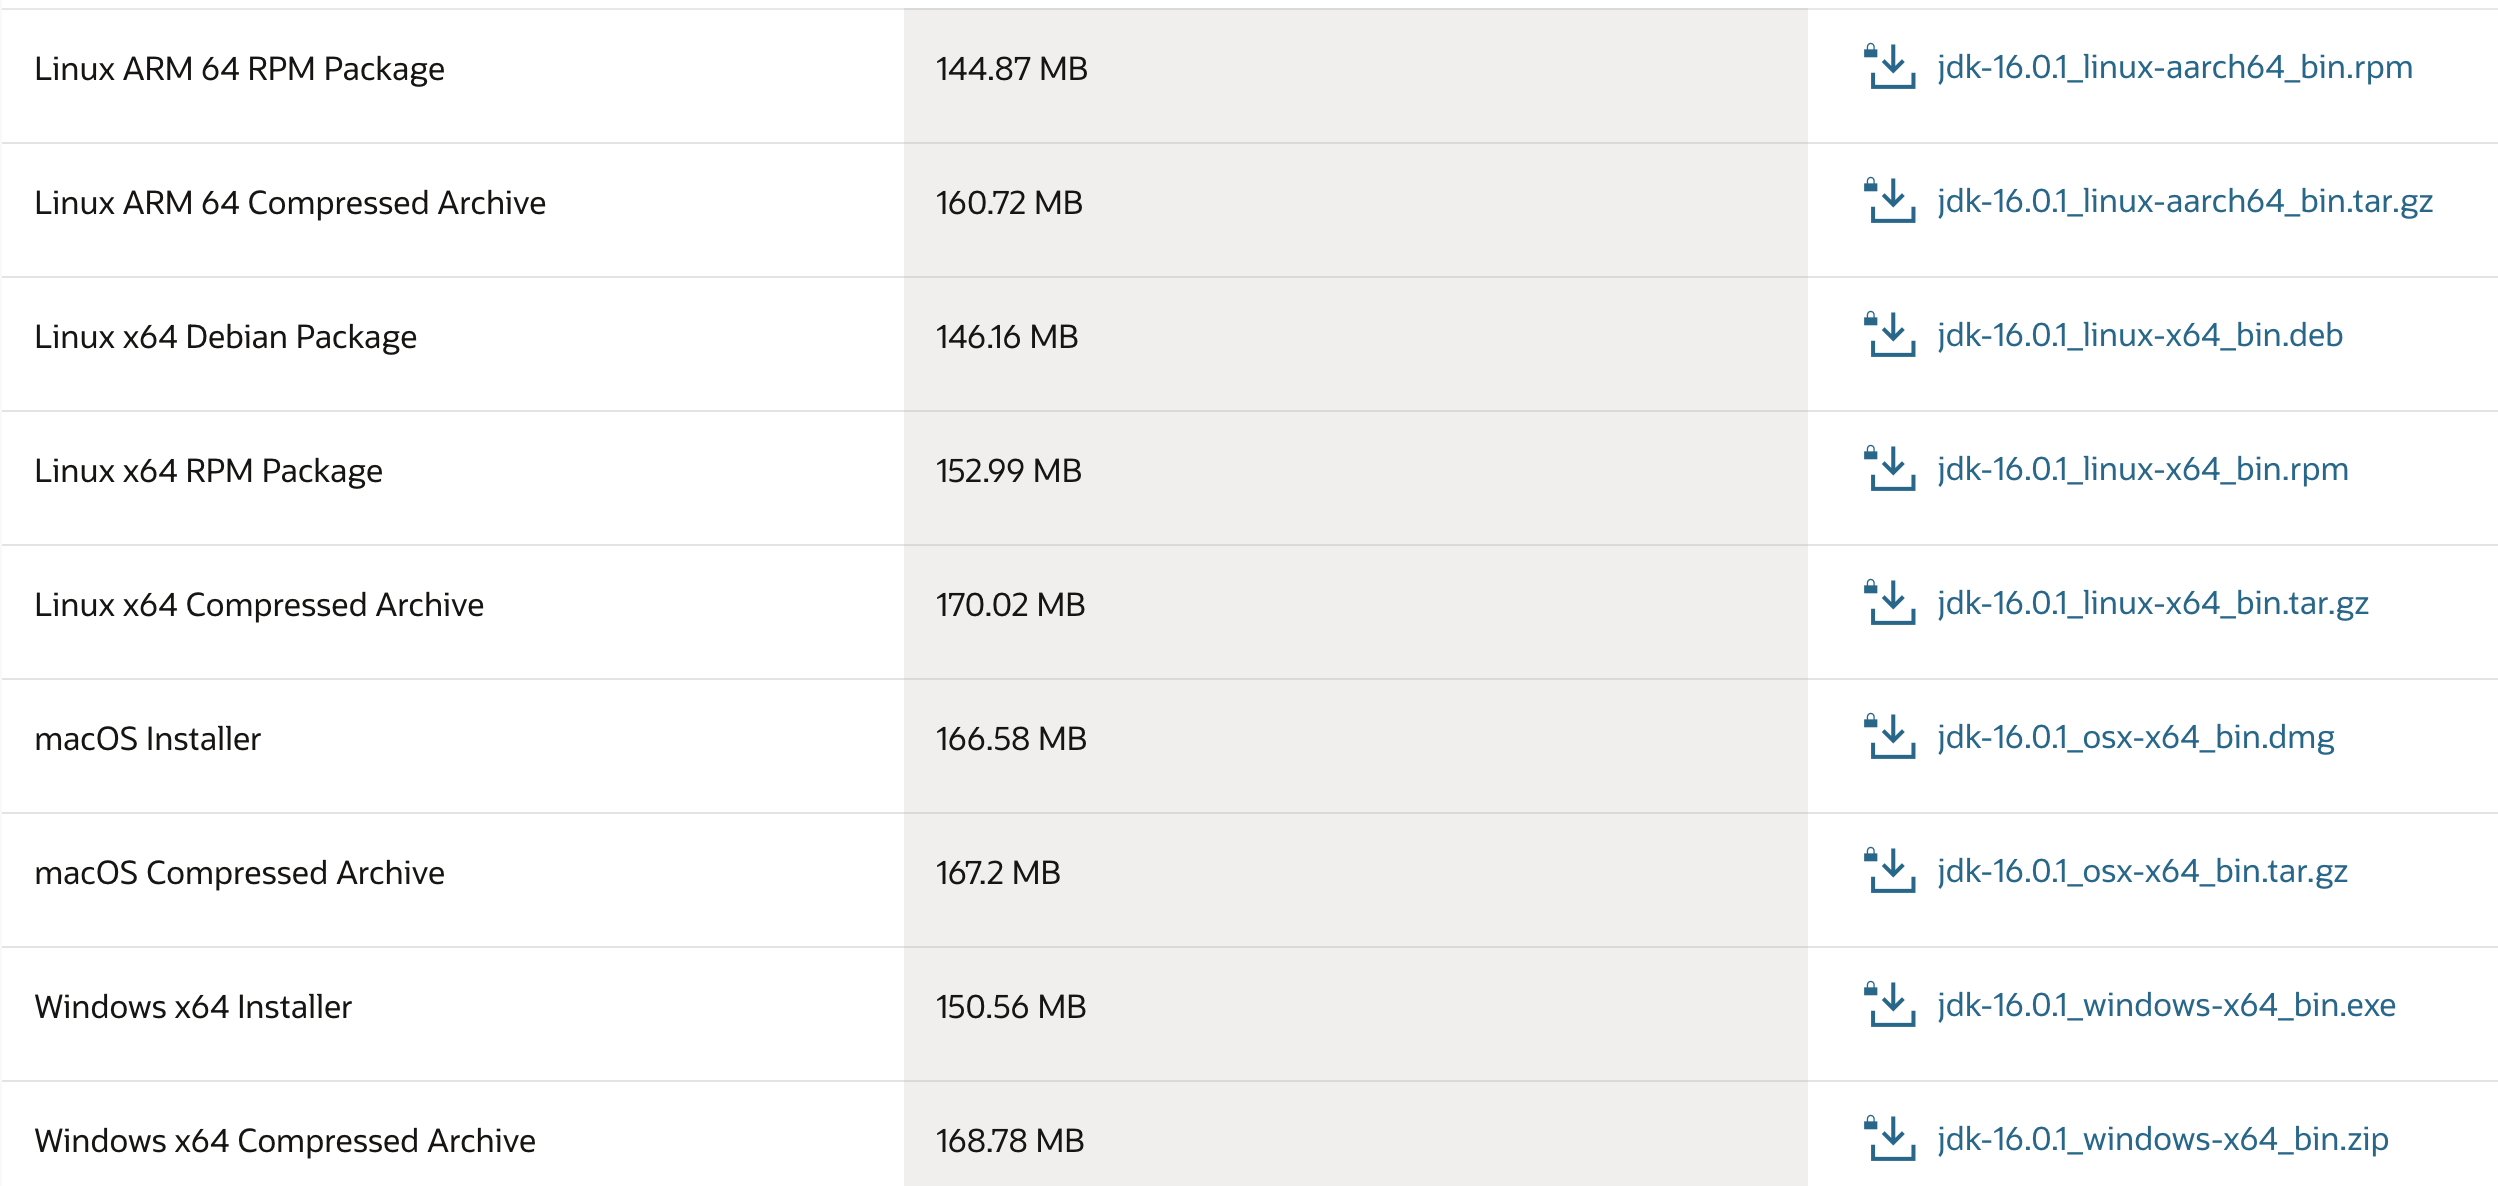 Linux ARM 64 RPM Package 144.87 MB jdk-16.0.1_linux-aarch64_bin.rpm
Linux ARM 64 Compressed Archive 160.72 MB jdk-16.0.1_linux-aarch64_bin.tar.gz
Linux x64 Debian Package 146.16 MB jdk-16.0.1_linux-x64_bin.deb
Linux x64 RPM Package 152.99 MB jdk-16.0.1_linux-x64_bin.rpm
Linux x64 Compressed Archive 170.02 MB jdk-16.0.1_linux-x64_bin.tar.gz
macOS Installer 166.58 MB jdk-16.0.1_osx-x64_bin.dmg
macOS Compressed Archive 167.2 MB jdk-16.0.1_osx-x64_bin.tar.gz
Windows x64 Installer 150.56 MB jdk-16.0.1_windows-x64_bin.exe
Windows x64 Compressed Archive 168.78 MB jdk-16.0.1_windows-x64_bin.zip